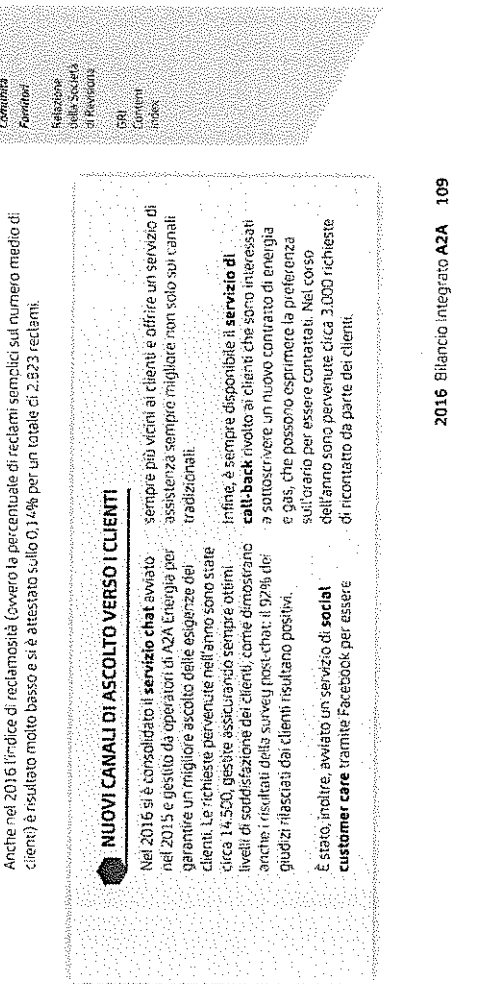 Comunità
Fornitori
Relazione
della Società
di Revisione
GRI
Content
Index
Anche nel 2016 l'indice di reclamosità (ovvero la percentuale di reclami semplici sul numero medio di
clienti) è risultato molto basso e si è attestato sullo 0,14% per un totale di 2.823 reclami.
NUOVI CANALI DI ASCOLTO VERSO I CLIENTI
Nel 2016 si è consolidato il servizio chat avviato
nel 2015 e gestito da operatori di A2A Energia per
garantire un migliore ascolto delle esigenze dei
clienti. Le richieste pervenute nell'anno sono state
circa 14.500, gestite assicurando sempre ottimi
livelli di soddisfazione dei clienti, come dimostrano
anche i risultati della survey post-chat: il 92% dei
giudizi rilasciati dai clienti risultano positivi.
È stato, inoltre, avviato un servizio di social
customer care tramite Facebook per essere
sempre più vicini ai clienti e offrire un servizio di
assistenza sempre migliore non solo sui canali
tradizionali.
Infine, è sempre disponibile il servizio di
call-back rivolto ai clienti che sono interessati
a sottoscrivere un nuovo contratto di energia
e gas, che possono esprimere la preferenza
sull'orario per essere contattati. Nel corso
dell'anno sono pervenute circa 3.000 richieste
di ricontatto da parte dei clienti.
2016 Bilancio Integrato A2A 109